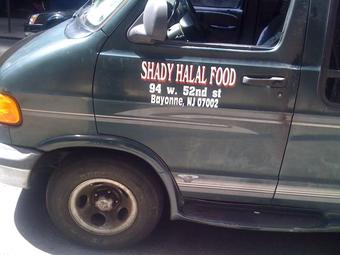 SHADY HALAL FOOD
94 w. 52nd st
Bayonne, NJ 07002